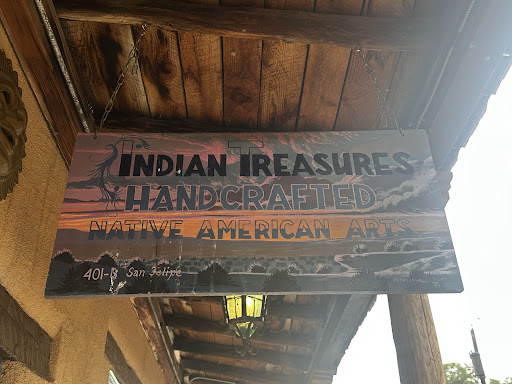 INDIAN TREASURES
HANDCRAFTED
NATIVE AMERICAN ARTS
401-B San Felipe